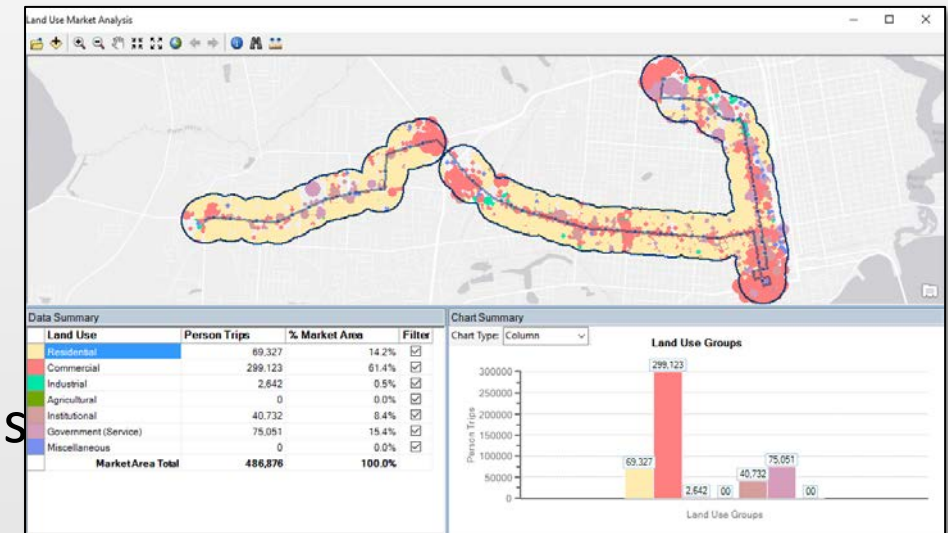 Land Use Market Analysis
Data Summary
Land Use Person Trips % Market Area Filter
Residential 69,327 14.2%
Commercial 299,123 61.4%
Industrial 2,642 0.5%
Agricultural 0 0.0%
Institutional 40,732 8.4%
Government (Service) 75,051 15.4%
Miscellaneous 0 0.0%
Market Area Total 486,876 100.0%
s
Chart Summary
Chart Type: Column
Land Use Groups
Person Trips
300000
250000
200000
150000
100000
50000
0
69,327
299,123
2,642
00
40,732
75,051
00
Land Use Groups